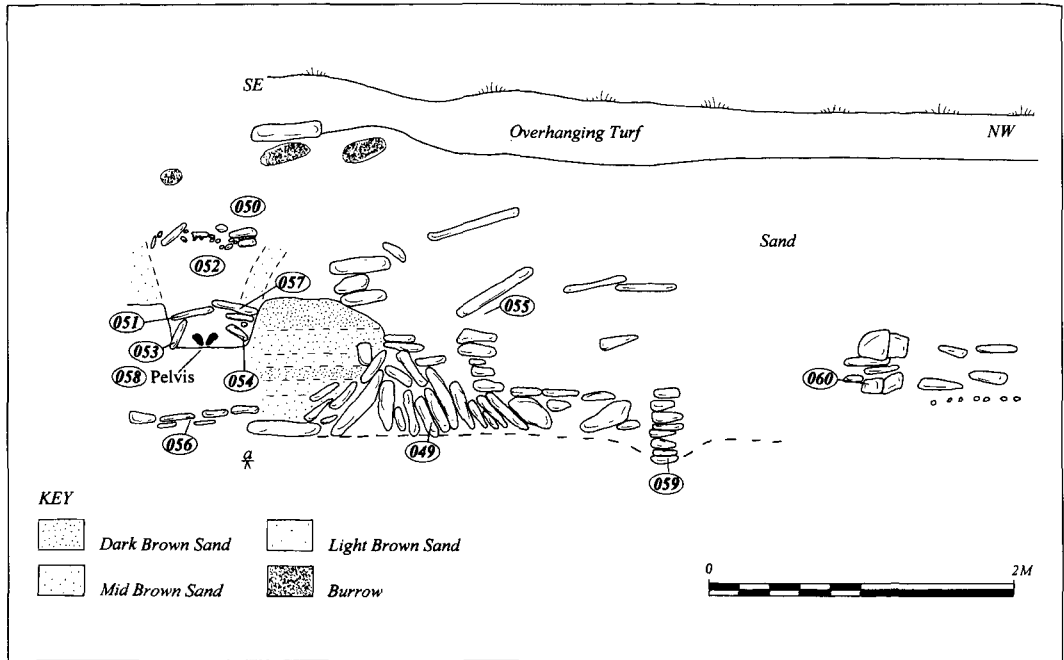 SE
Overhanging Turf
NW
050
Sand
052
057
051
055
053
058 Pelvis
054
060
056
049
a
059
KEY
Dark Brown Sand
Light Brown Sand
Mid Brown Sand
Burrow
0
2M